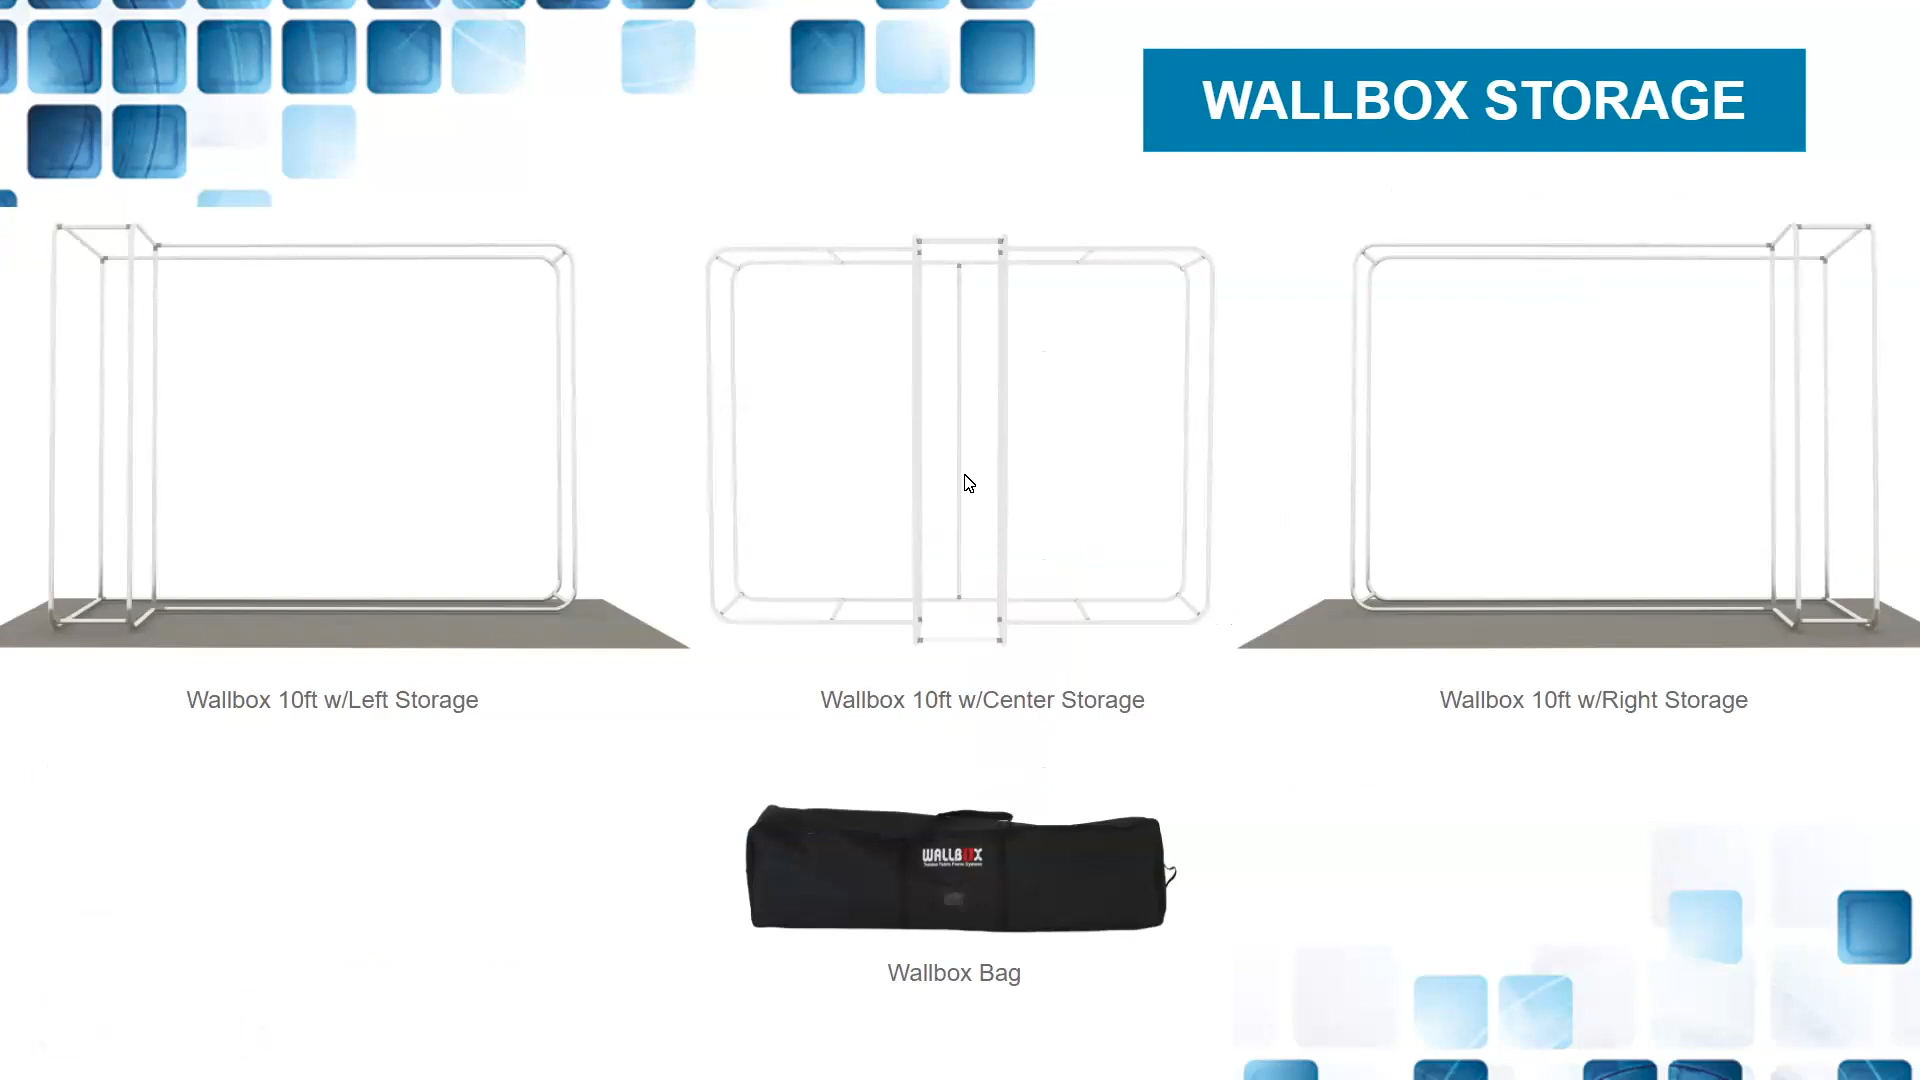 WALLBOX STORAGE
Wallbox 10ft w/Left Storage
Wallbox 10ft w/Center Storage
Wallbox 10ft w/Right Storage
WALLBOX
Wallbox Bag